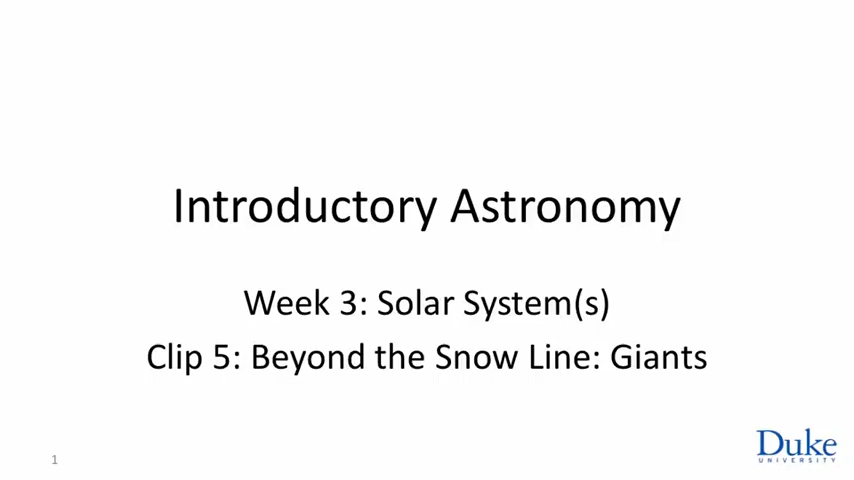 Introductory Astronomy
Week 3: Solar System(s)
Clip 5: Beyond the Snow Line: Giants
1
Duke
UNIVERSITY